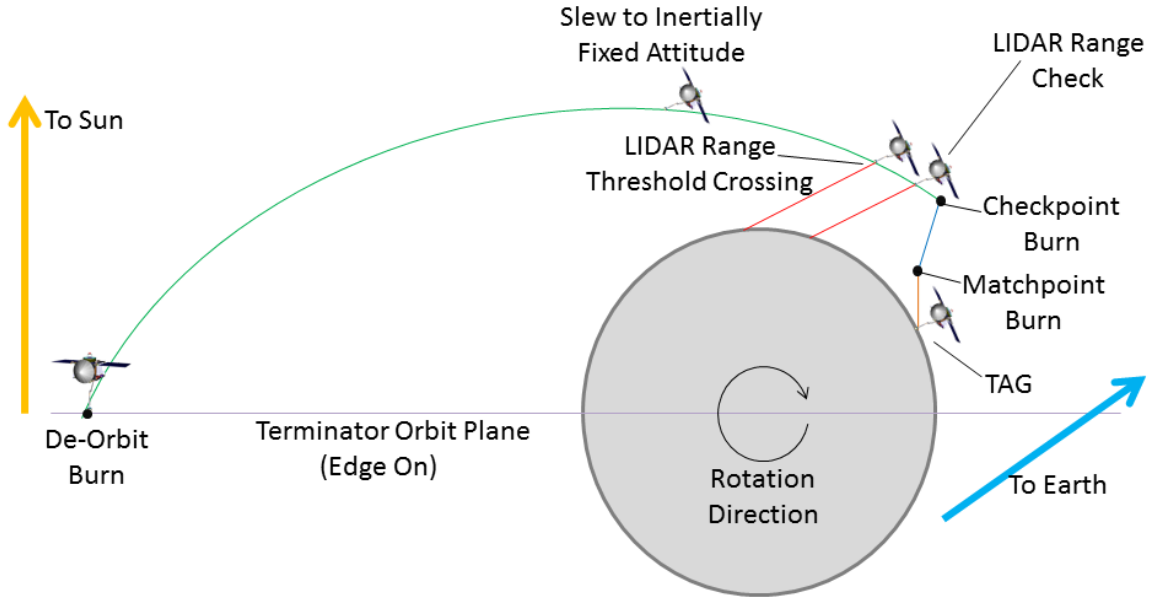 Slew to Inertially
Fixed Attitude
LIDAR Range
Check
To Sun
LIDAR Range
Threshold Crossing
Checkpoint
Burn
Matchpoint
Burn
TAG
De-Orbit
Burn
Terminator Orbit Plane
(Edge On)
Rotation
Direction
To Earth